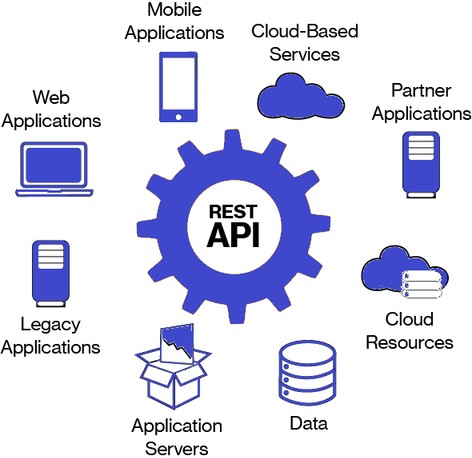 Mobile
Applications
Cloud-Based
Services
Web
Applications
Partner
Applications
REST
API
Legacy
Applications
Cloud
Resources
Application
Servers
Data